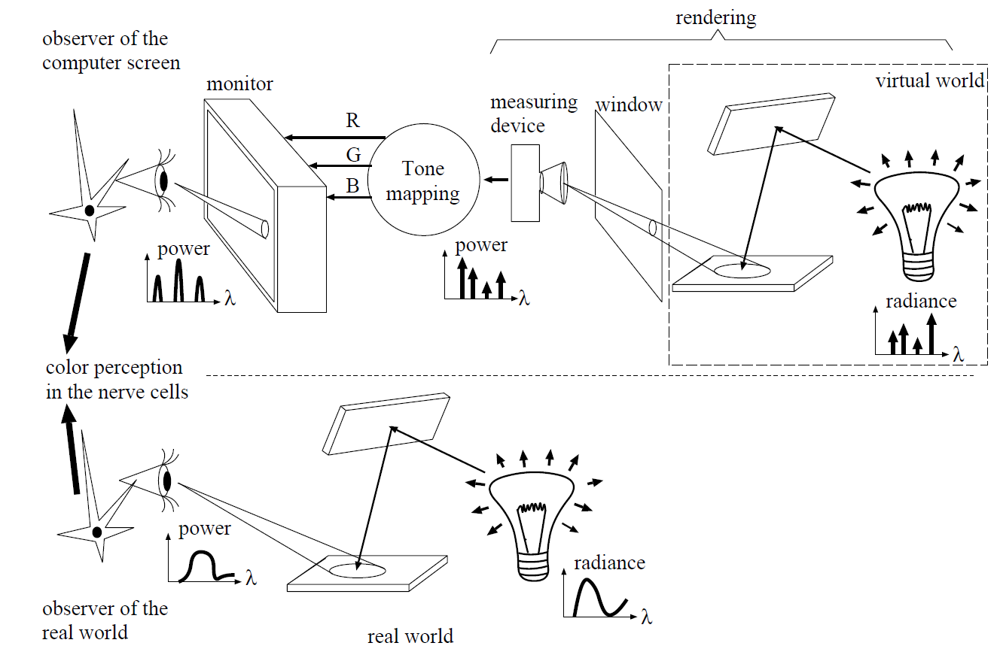 rendering
observer of the
computer screen
monitor
measuring
device
window
virtual world
R
G
B
Tone
mapping
power
λ
power
λ
radiance
λ
color perception
in the nerve cells
power
λ
radiance
λ
observer of the
real world
real world